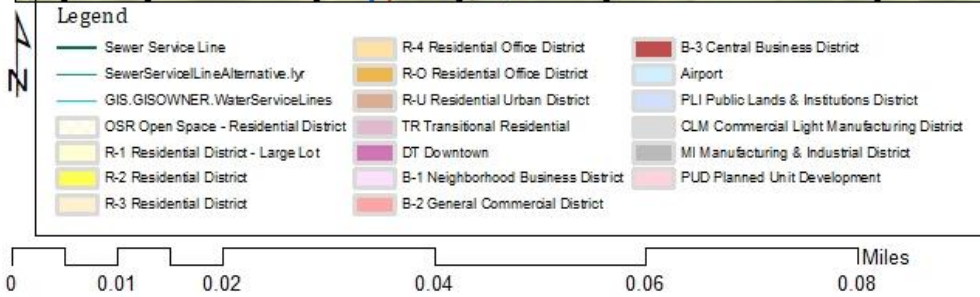 Legend
Sewer Service Line
SewerServicelLineAlternative.lyr
GIS.GISOWNER.WaterServiceLines
OSR Open Space - Residential District
R-1 Residential District - Large Lot
R-2 Residential District
R-3 Residential District
R-4 Residential Office District
R-O Residential Office District
R-U Residential Urban District
TR Transitional Residential
DT Downtown
B-1 Neighborhood Business District
B-2 General Commercial District
B-3 Central Business District
Airport
PLI Public Lands & Institutions District
CLM Commercial Light Manufacturing District
MI Manufacturing & Industrial District
PUD Planned Unit Development
N
Miles
0 0.01 0.02 0.04 0.06 0.08